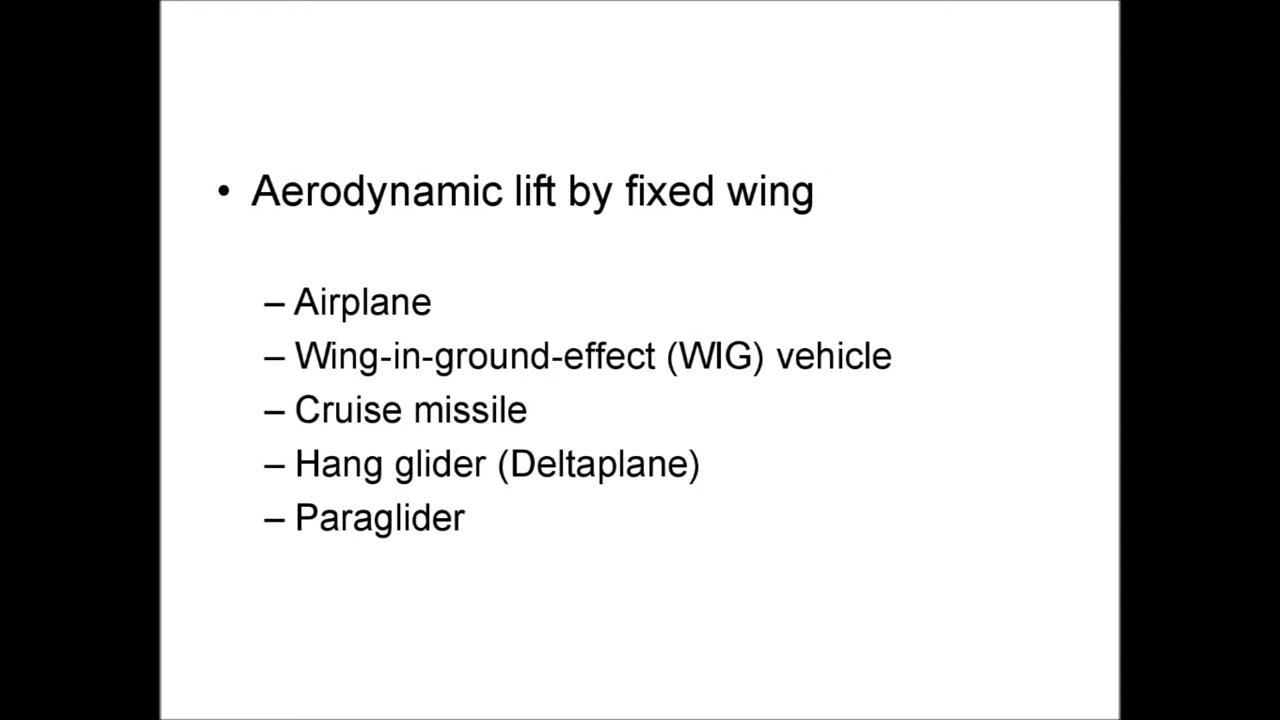 • Aerodynamic lift by fixed wing
– Airplane
– Wing-in-ground-effect (WIG) vehicle
– Cruise missile
– Hang glider (Deltaplane)
– Paraglider